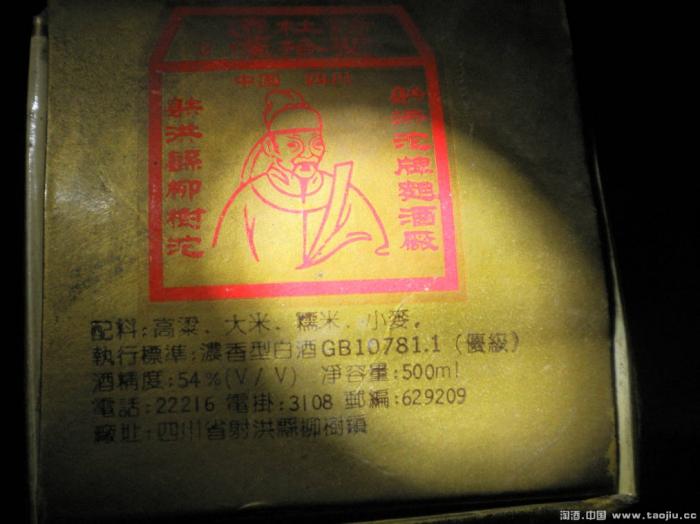 中國 四川
射洪縣柳樹沱
射洪沱牌麯酒廠
配料:高粱．大米．糯米．小麥。
執行標準:濃香型白酒GB10781.1（優級）
酒精度:54%(V/V) 净容量:500ml
電話:22216 電掛:3108 郵編:629209
廠址:四川省射洪縣柳樹鎮
淘酒.中国 www.taojiu.cc